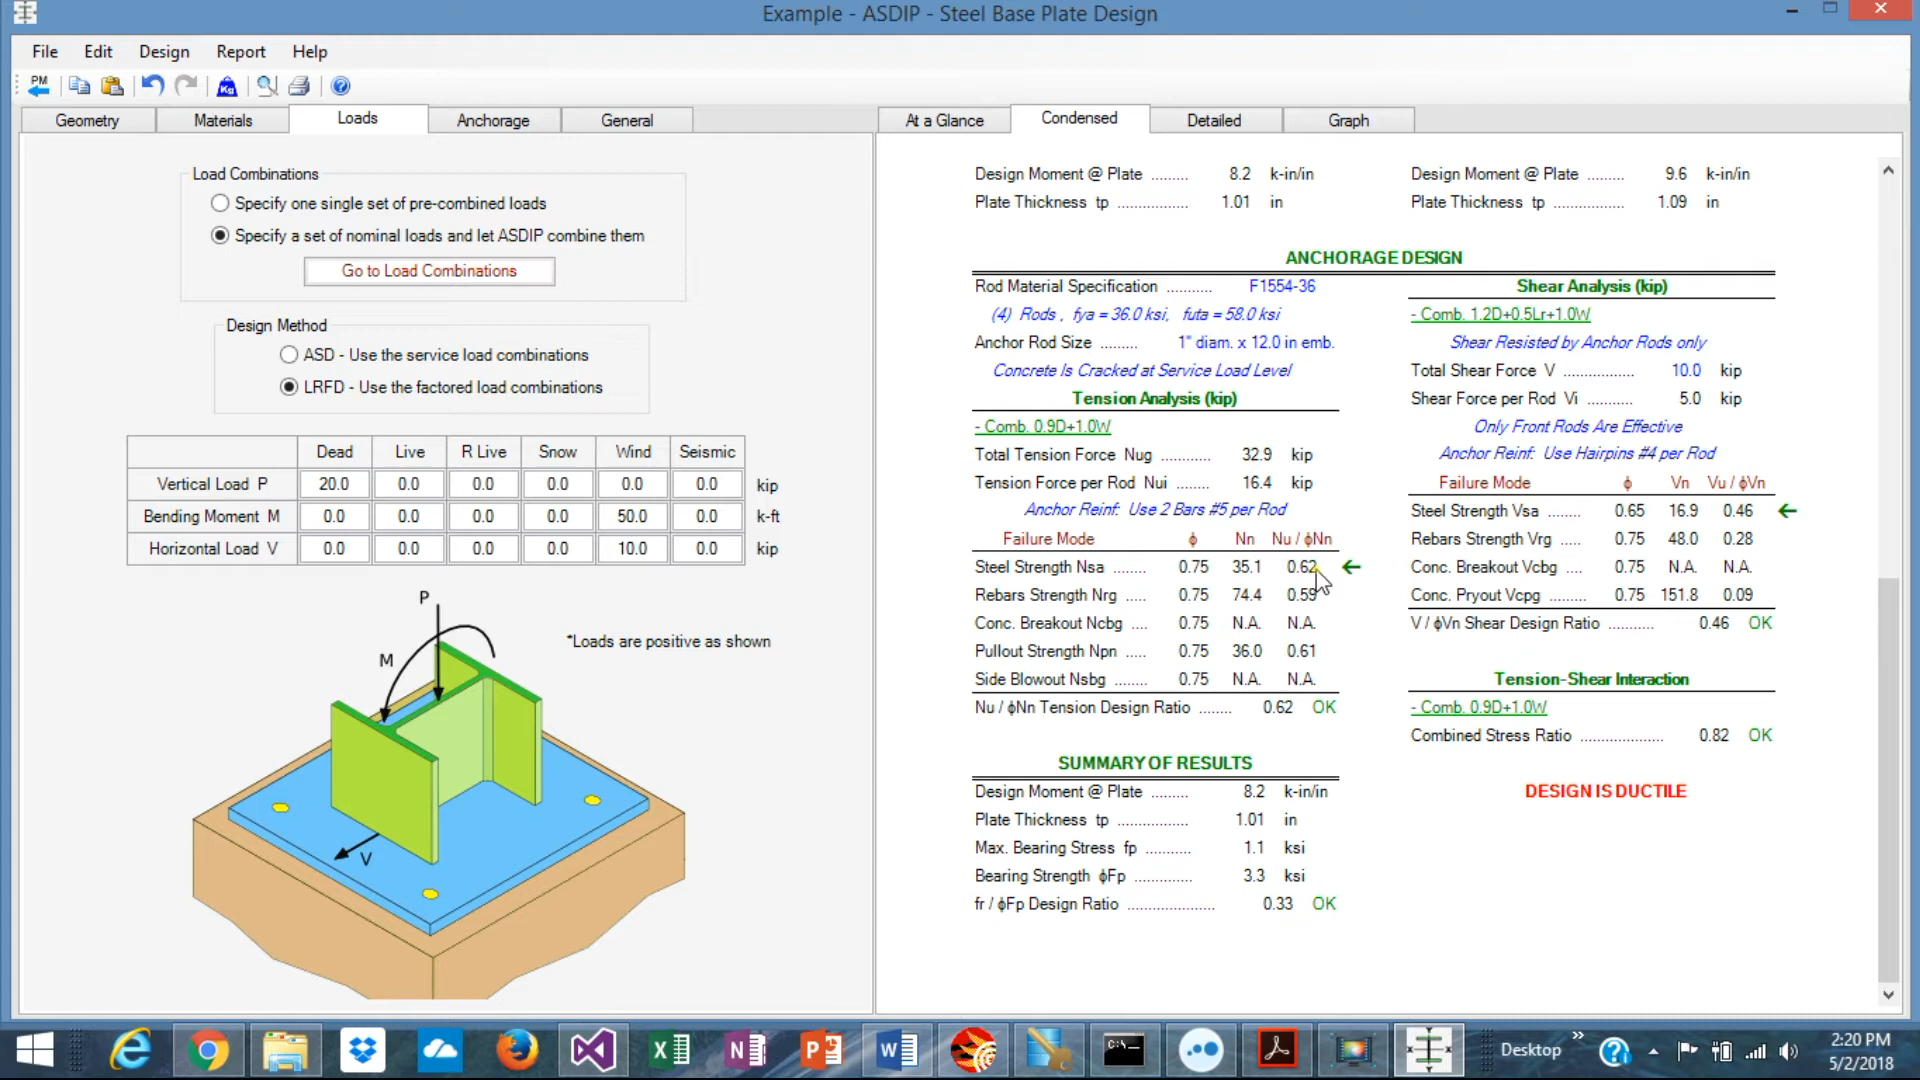 Example - ASDIP - Steel Base Plate Design
File Edit Design Report Help
PM Kg
Geometry Materials Loads Anchorage General
At a Glance Condensed Detailed Graph
Load Combinations
Specify one single set of pre-combined loads
Specify a set of nominal loads and let ASDIP combine them
Go to Load Combinations
Design Method
ASD - Use the service load combinations
LRFD - Use the factored load combinations
Dead Live R Live Snow Wind Seismic
Vertical Load P 20.0 0.0 0.0 0.0 0.0 0.0 kip
Bending Moment M 0.0 0.0 0.0 0.0 50.0 0.0 k-ft
Horizontal Load V 0.0 0.0 0.0 0.0 10.0 0.0 kip
P
M
*Loads are positive as shown
V
Design Moment @ Plate ........ 8.2 k-in/in
Plate Thickness tp ................ 1.01 in
Design Moment @ Plate ........ 9.6 k-in/in
Plate Thickness tp ................ 1.09 in
ANCHORAGE DESIGN
Rod Material Specification .......... F1554-36
(4) Rods , fya = 36.0 ksi, futa = 58.0 ksi
Anchor Rod Size ........ 1" diam. x 12.0 in emb.
Concrete Is Cracked at Service Load Level
Tension Analysis (kip)
- Comb. 0.9D+1.0W
Total Tension Force Nug ........... 32.9 kip
Tension Force per Rod Nui ....... 16.4 kip
Anchor Reinf: Use 2 Bars #5 per Rod
Failure Mode ϕ Nn Nu / ϕNn
Steel Strength Nsa ....... 0.75 35.1 0.62
Rebars Strength Nrg ..... 0.75 74.4 0.59
Conc. Breakout Ncbg .... 0.75 N.A. N.A.
Pullout Strength Npn ..... 0.75 36.0 0.61
Side Blowout Nsbg ........ 0.75 N.A. N.A.
Nu / ϕNn Tension Design Ratio ....... 0.62 OK
SUMMARY OF RESULTS
Design Moment @ Plate ........ 8.2 k-in/in
Plate Thickness tp ................ 1.01 in
Max. Bearing Stress fp .......... 1.1 ksi
Bearing Strength ϕFp ............. 3.3 ksi
fr / ϕFp Design Ratio ..................... 0.33 OK
Shear Analysis (kip)
- Comb. 1.2D+0.5Lr+1.0W
Shear Resisted by Anchor Rods only
Total Shear Force V ................ 10.0 kip
Shear Force per Rod Vi .......... 5.0 kip
Only Front Rods Are Effective
Anchor Reinf: Use Hairpins #4 per Rod
Failure Mode ϕ Vn Vu / ϕVn
Steel Strength Vsa ....... 0.65 16.9 0.46
Rebars Strength Vrg ..... 0.75 48.0 0.28
Conc. Breakout Vcbg .... 0.75 N.A. N.A.
Conc. Pryout Vcpg ......... 0.75 151.8 0.09
V / ϕVn Shear Design Ratio .......... 0.46 OK
Tension-Shear Interaction
- Comb. 0.9D+1.0W
Combined Stress Ratio .................... 0.82 OK
DESIGN IS DUCTILE
Desktop
2:20 PM
5/2/2018